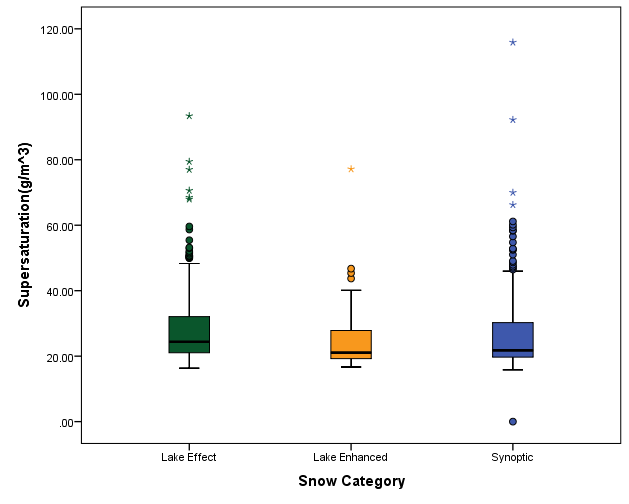 120.00
100.00
80.00
60.00
40.00
20.00
.00
Supersaturation(g/m^3)
Lake Effect
Lake Enhanced
Synoptic
Snow Category